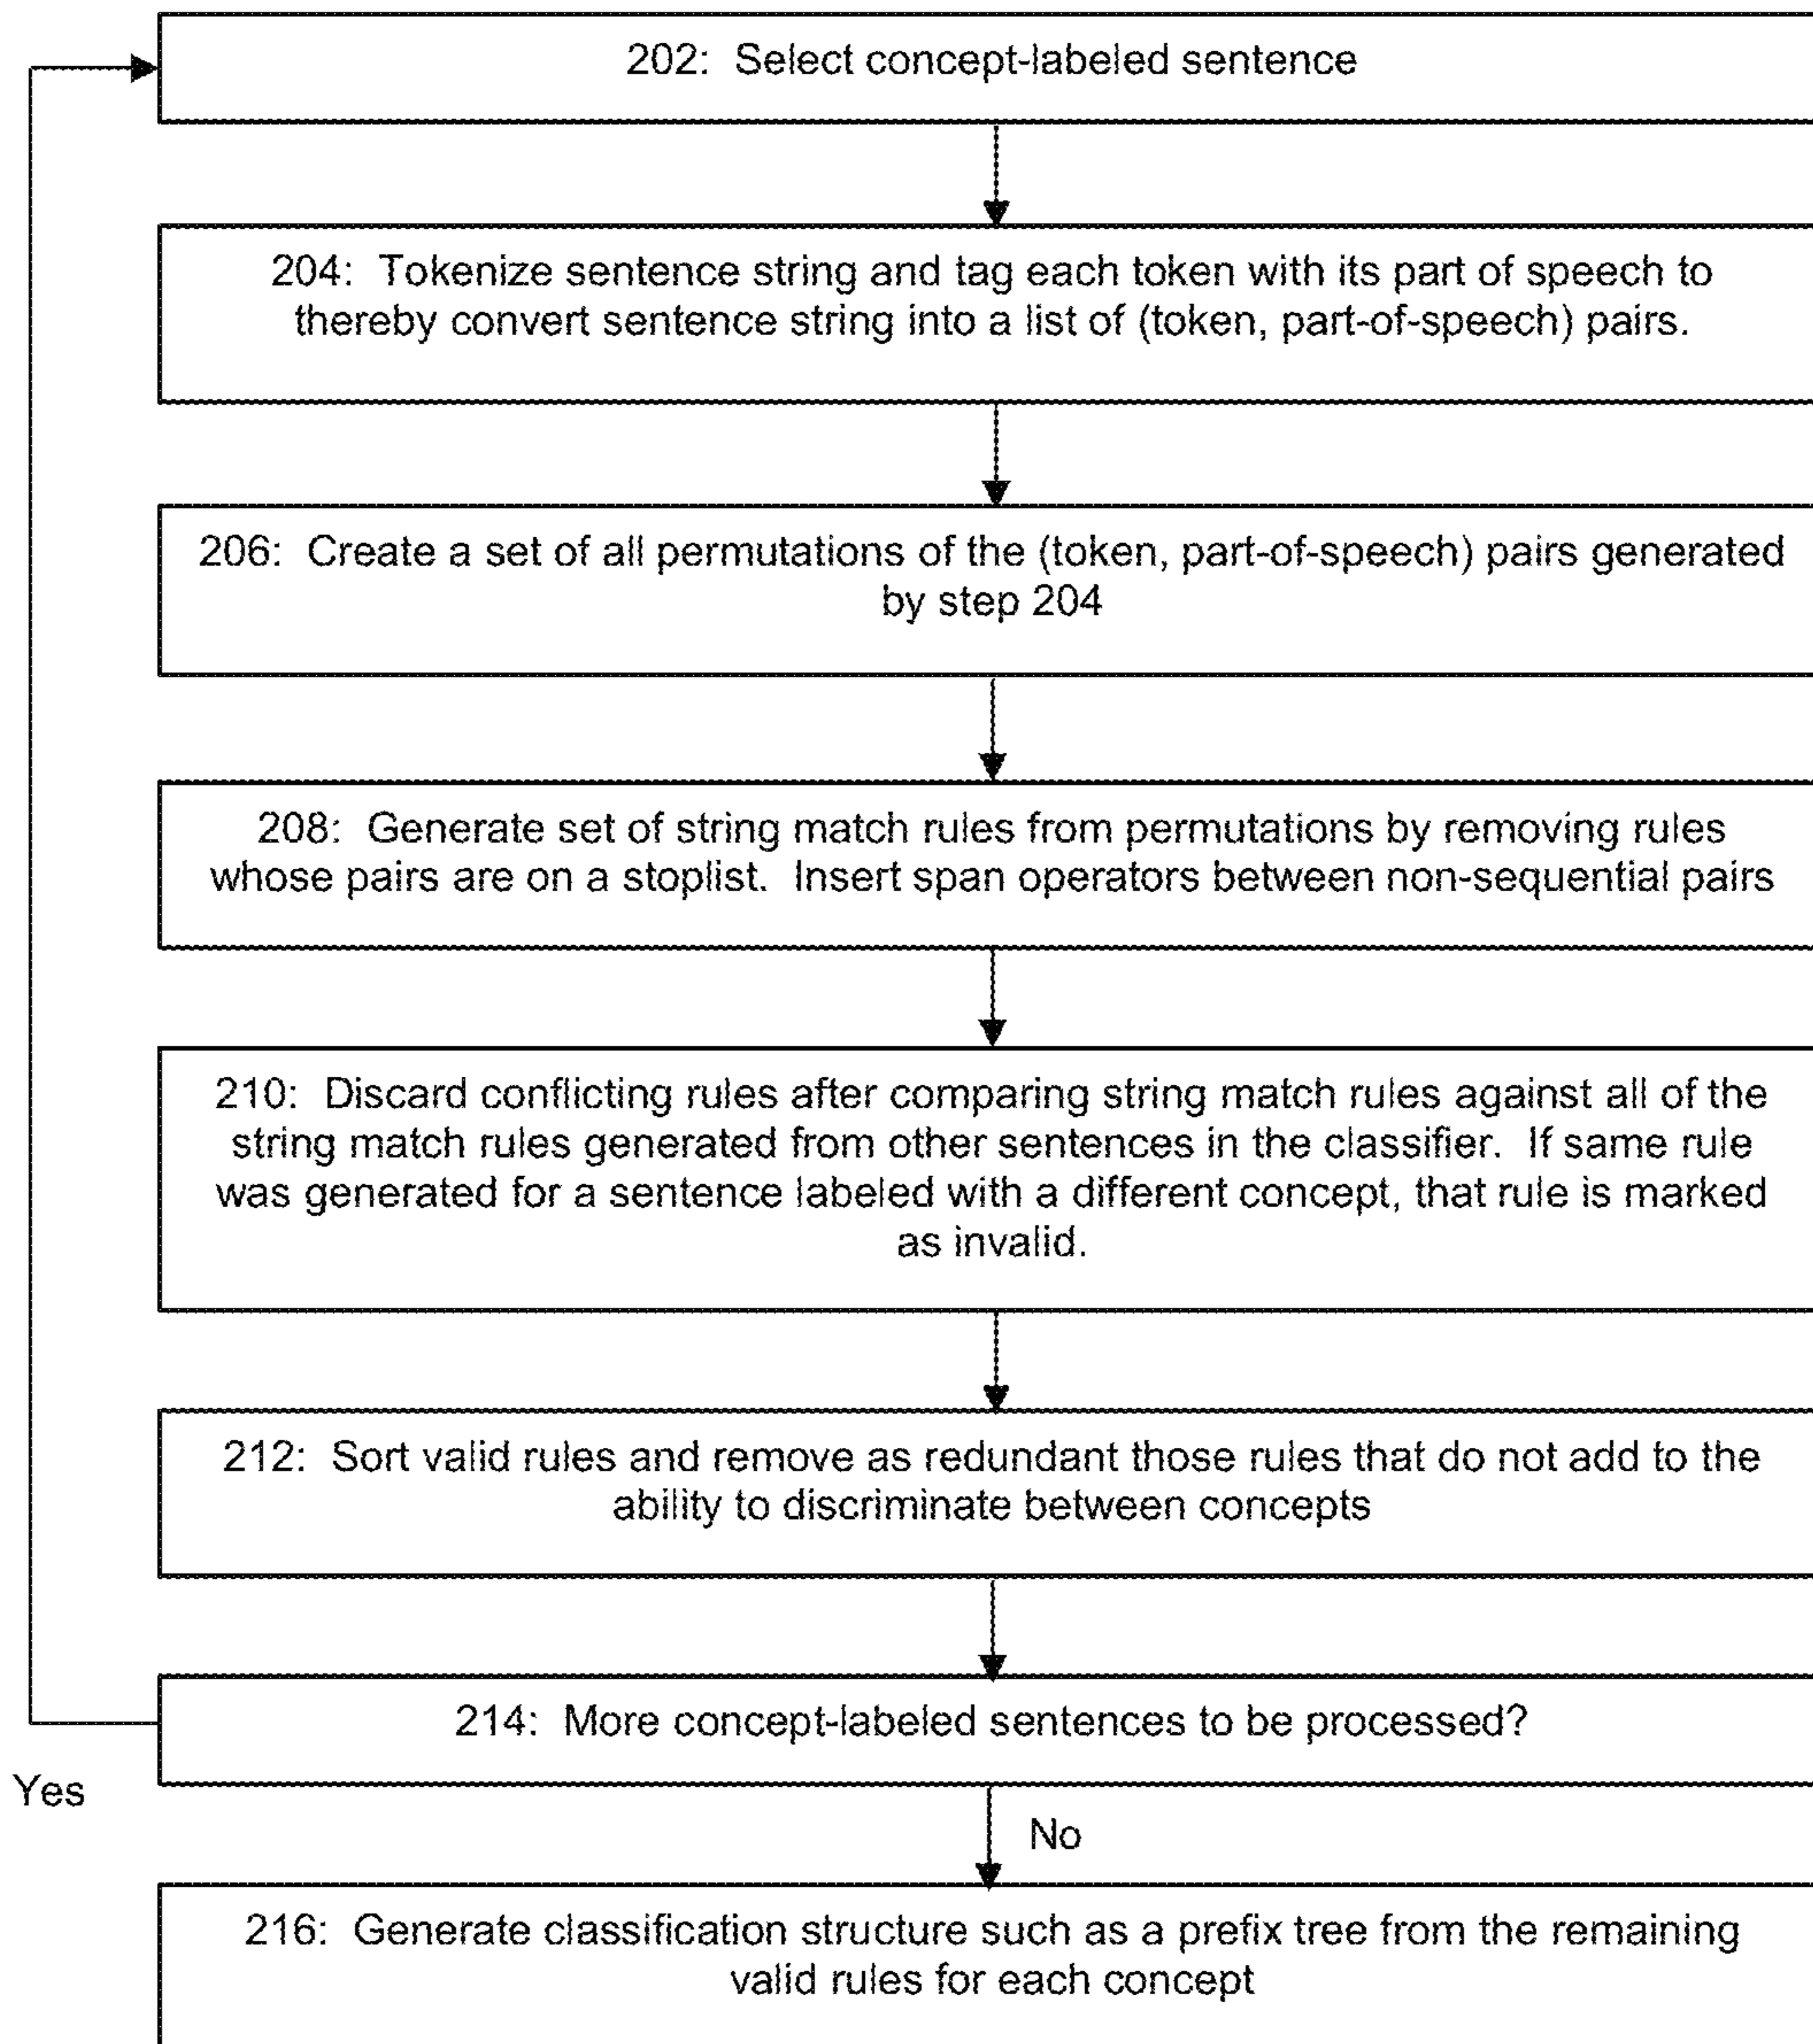 202: Select concept-labeled sentence
204: Tokenize sentence string and tag each token with its part of speech to
thereby convert sentence string into a list of (token, part-of-speech) pairs.
206: Create a set of all permutations of the (token, part-of-speech) pairs generated
by step 204
208: Generate set of string match rules from permutations by removing rules
whose pairs are on a stoplist. Insert span operators between non-sequential pairs
210: Discard conflicting rules after comparing string match rules against all of the
string match rules generated from other sentences in the classifier. If same rule
was generated for a sentence labeled with a different concept, that rule is marked
as invalid.
212: Sort valid rules and remove as redundant those rules that do not add to the
ability to discriminate between concepts
214: More concept-labeled sentences to be processed?
Yes
No
216: Generate classification structure such as a prefix tree from the remaining
valid rules for each concept